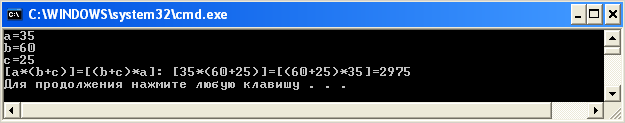 C:\WINDOWS\system32\cmd.exe
a=35
b=60
c=25
[a*(b+c)]=[(b+c)*a]: [35*(60+25)]=[(60+25)*35]=2975
Для продолжения нажмите любую клавишу . . .